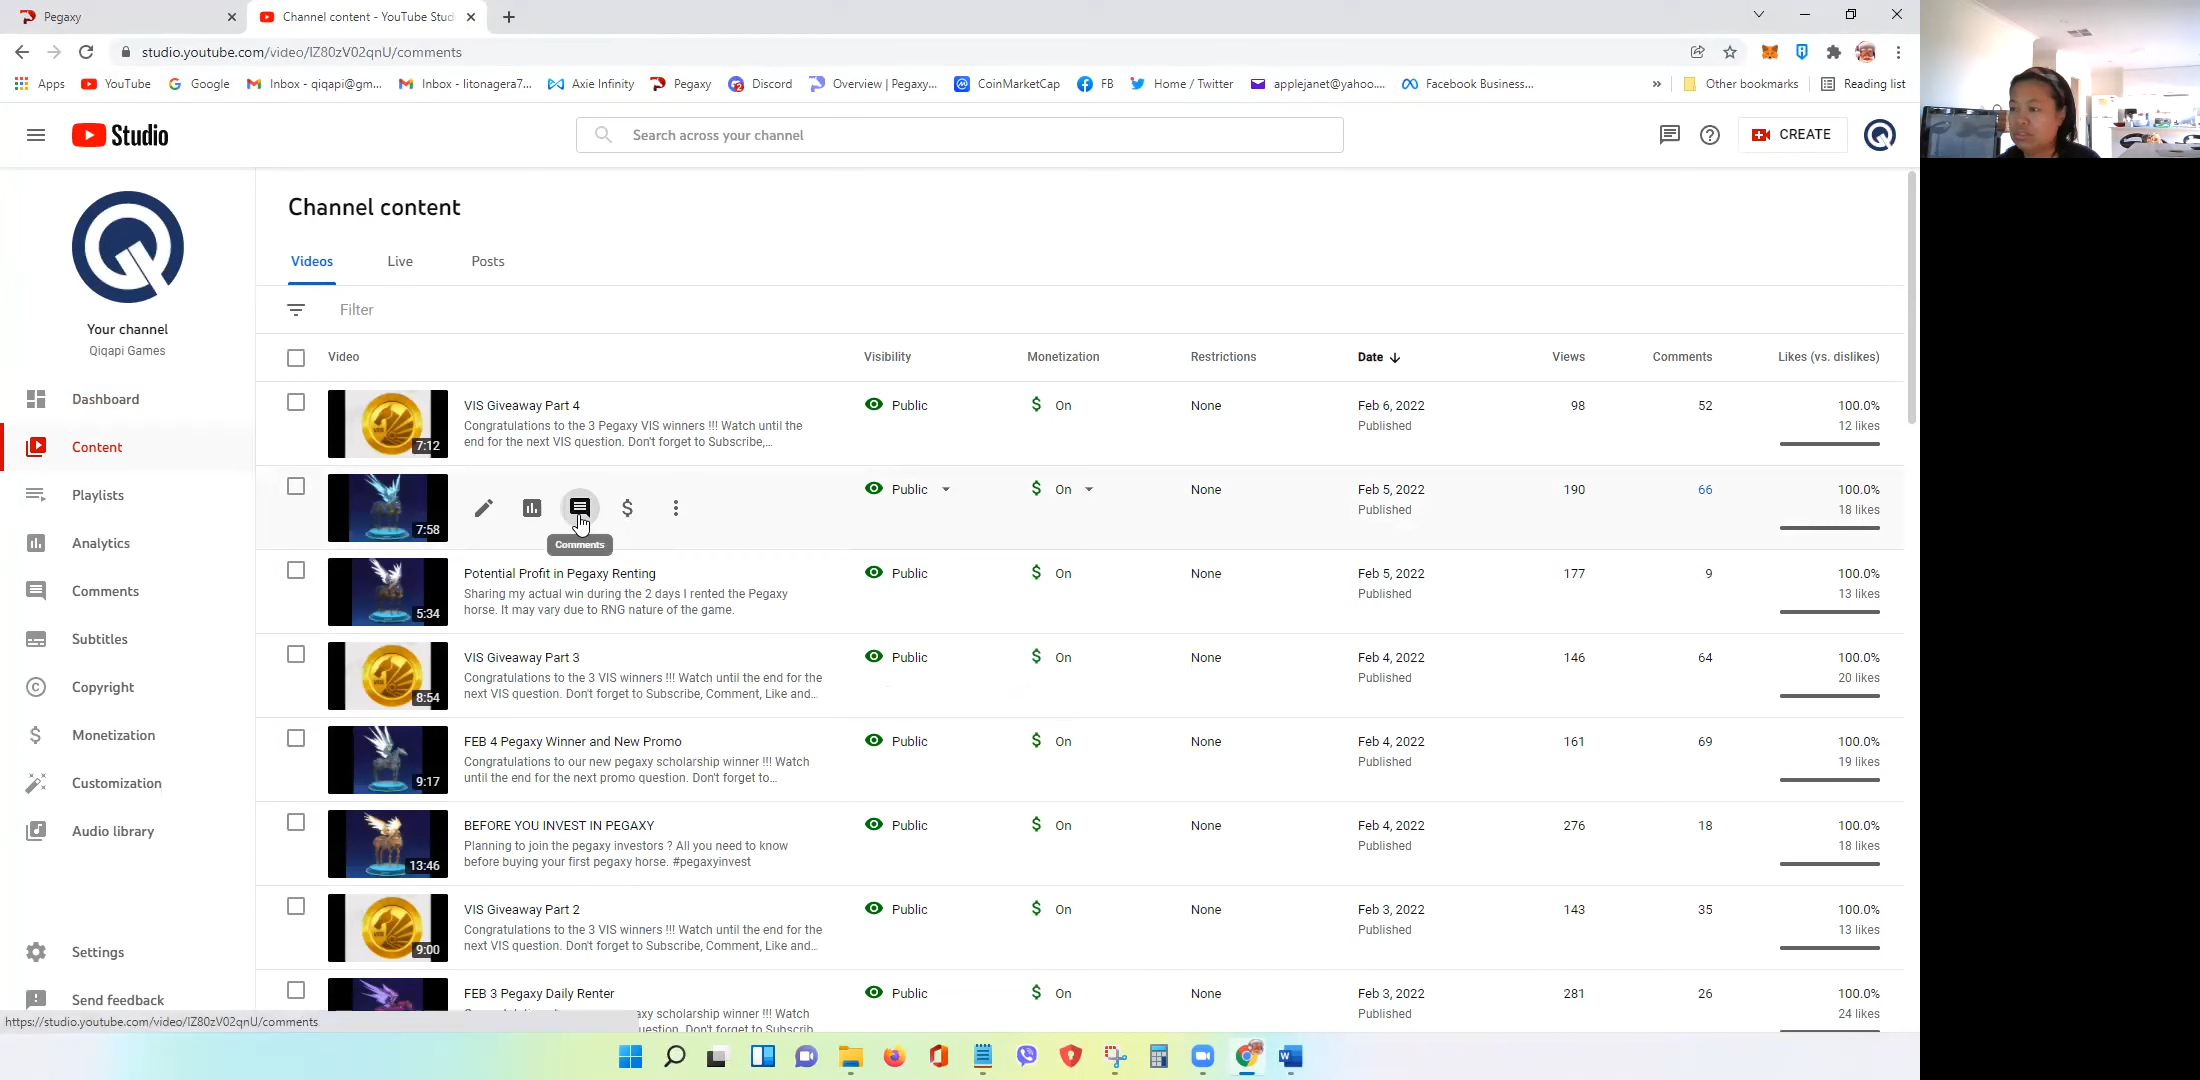 Pegaxy
Channel content - YouTube Stud
studio.youtube.com/video/IZ80zV02qnU/comments
Apps
YouTube
Google
Inbox - qiqapi@gm...
Inbox - litonagera7...
Axie Infinity
Pegaxy
Discord
Overview | Pegaxy...
CoinMarketCap
FB
Home / Twitter
applejanet@yahoo....
Facebook Business...
»
Other bookmarks
Reading list
Studio
Search across your channel
CREATE
Your channel
Qiqapi Games
Dashboard
Content
Playlists
Analytics
Comments
Subtitles
Copyright
Monetization
Customization
Audio library
Settings
Send feedback
Channel content
Videos
Live
Posts
Filter
Video
Visibility
Monetization
Restrictions
Date
Views
Comments
Likes (vs. dislikes)
7:12
VIS Giveaway Part 4
Congratulations to the 3 Pegaxy VIS winners !!! Watch until the
end for the next VIS question. Don't forget to Subscribe,...
Public
On
None
Feb 6, 2022
Published
98
52
100.0%
12 likes
7:58
Comments
Public
On
None
Feb 5, 2022
Published
190
66
100.0%
18 likes
5:34
Potential Profit in Pegaxy Renting
Sharing my actual win during the 2 days I rented the Pegaxy
horse. It may vary due to RNG nature of the game.
Public
On
None
Feb 5, 2022
Published
177
9
100.0%
13 likes
8:54
VIS Giveaway Part 3
Congratulations to the 3 VIS winners !!! Watch until the end for the
next VIS question. Don't forget to Subscribe, Comment, Like and...
Public
On
None
Feb 4, 2022
Published
146
64
100.0%
20 likes
9:17
FEB 4 Pegaxy Winner and New Promo
Congratulations to our new pegaxy scholarship winner !!! Watch
until the end for the next promo question. Don't forget to...
Public
On
None
Feb 4, 2022
Published
161
69
100.0%
19 likes
13:46
BEFORE YOU INVEST IN PEGAXY
Planning to join the pegaxy investors ? All you need to know
before buying your first pegaxy horse. #pegaxyinvest
Public
On
None
Feb 4, 2022
Published
276
18
100.0%
18 likes
9:00
VIS Giveaway Part 2
Congratulations to the 3 VIS winners !!! Watch until the end for the
next VIS question. Don't forget to Subscribe, Comment, Like and...
Public
On
None
Feb 3, 2022
Published
143
35
100.0%
13 likes
FEB 3 Pegaxy Daily Renter
axy scholarship winner !!! Watch
uestion. Don't forget to Subscrib
Public
On
None
Feb 3, 2022
Published
281
26
100.0%
24 likes
https://studio.youtube.com/video/IZ80zV02qnU/comments